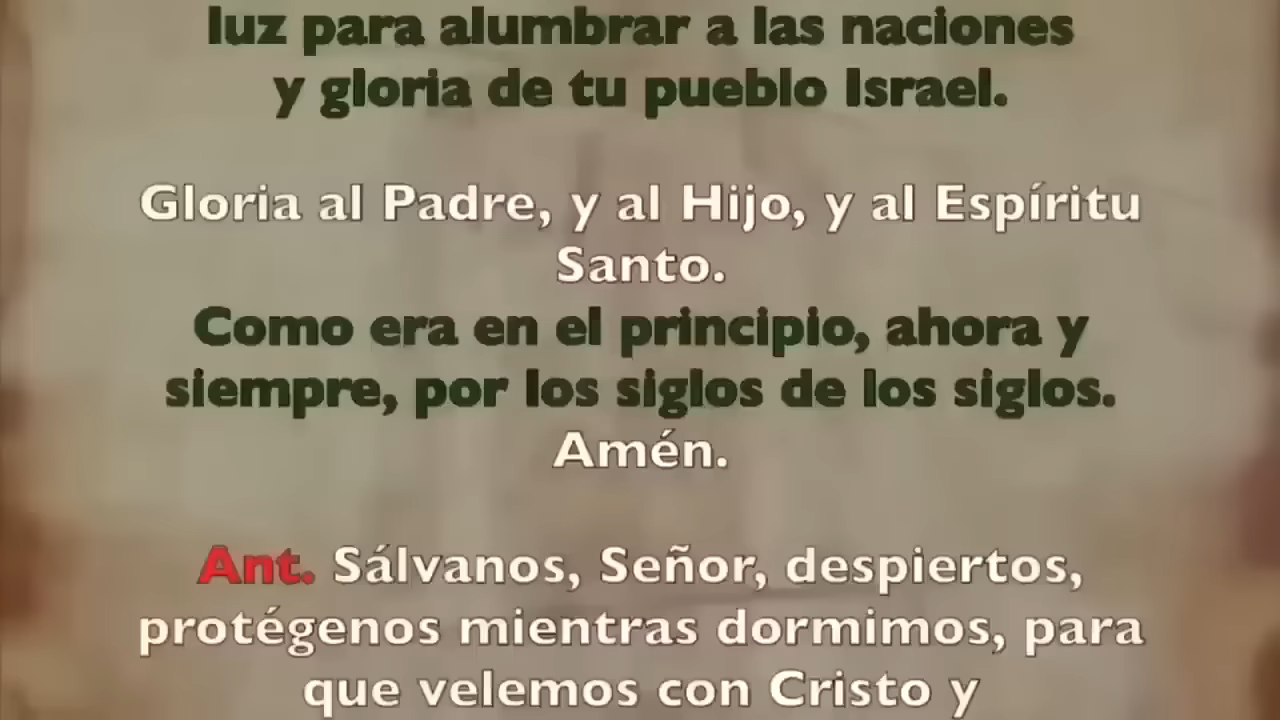 luz para alumbrar a las naciones
y gloria de tu pueblo Israel.
Gloria al Padre, y al Hijo, y al Espíritu
Santo.
Como era en el principio, ahora y
siempre, por los siglos de los siglos.
Amén.
Ant. Sálvanos, Señor, despiertos,
protégenos mientras dormimos, para
que velemos con Cristo y